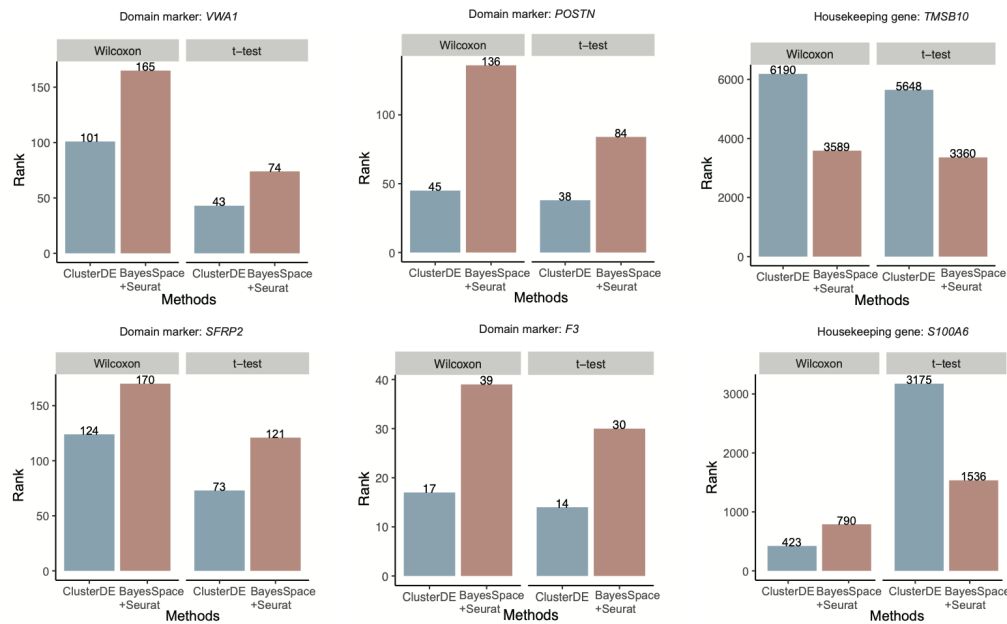 Domain marker: VWA1
Wilcoxon
t-test
Rank
150
100
50
0
165
101
74
43
ClusterDE BayesSpace ClusterDE BayesSpace
+Seurat +Seurat
Methods
Domain marker: POSTN
Wilcoxon
t-test
Rank
100
50
0
136
45
84
38
ClusterDE BayesSpace ClusterDE BayesSpace
+Seurat +Seurat
Methods
Housekeeping gene: TMSB10
Wilcoxon
t-test
Rank
6000
4000
2000
0
6190
3589
5648
3360
ClusterDE BayesSpace ClusterDE BayesSpace
+Seurat +Seurat
Methods
Domain marker: SFRP2
Wilcoxon
t-test
Rank
150
100
50
0
170
124
121
73
ClusterDE BayesSpace ClusterDE BayesSpace
+Seurat +Seurat
Methods
Domain marker: F3
Wilcoxon
t-test
Rank
40
30
20
10
0
39
17
30
14
ClusterDE BayesSpace ClusterDE BayesSpace
+Seurat +Seurat
Methods
Housekeeping gene: S100A6
Wilcoxon
t-test
Rank
3000
2000
1000
0
423
790
3175
1536
ClusterDE BayesSpace ClusterDE BayesSpace
+Seurat +Seurat
Methods